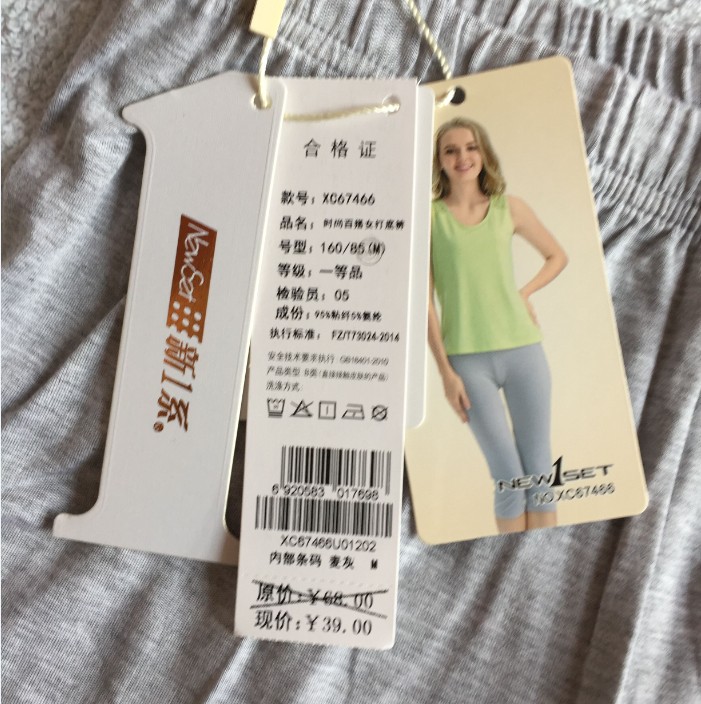 NewSet
新1系®
合格证
款号：XC67466
品名：时尚百搭女打底裤
号型：160/85(M)
等级：一等品
检验员：05
成份：95%粘纤5%氨纶
执行标准：FZ/T73024-2014
安全技术要求执行：GB18401-2010
产品类型：B类(直接接触皮肤的产品)
洗涤方式：
6 920583 017698
XC67466U01202
内部条码 麦灰 M
原价:￥68.00
现价:￥39.00
NEW1SET
NO.XC67466